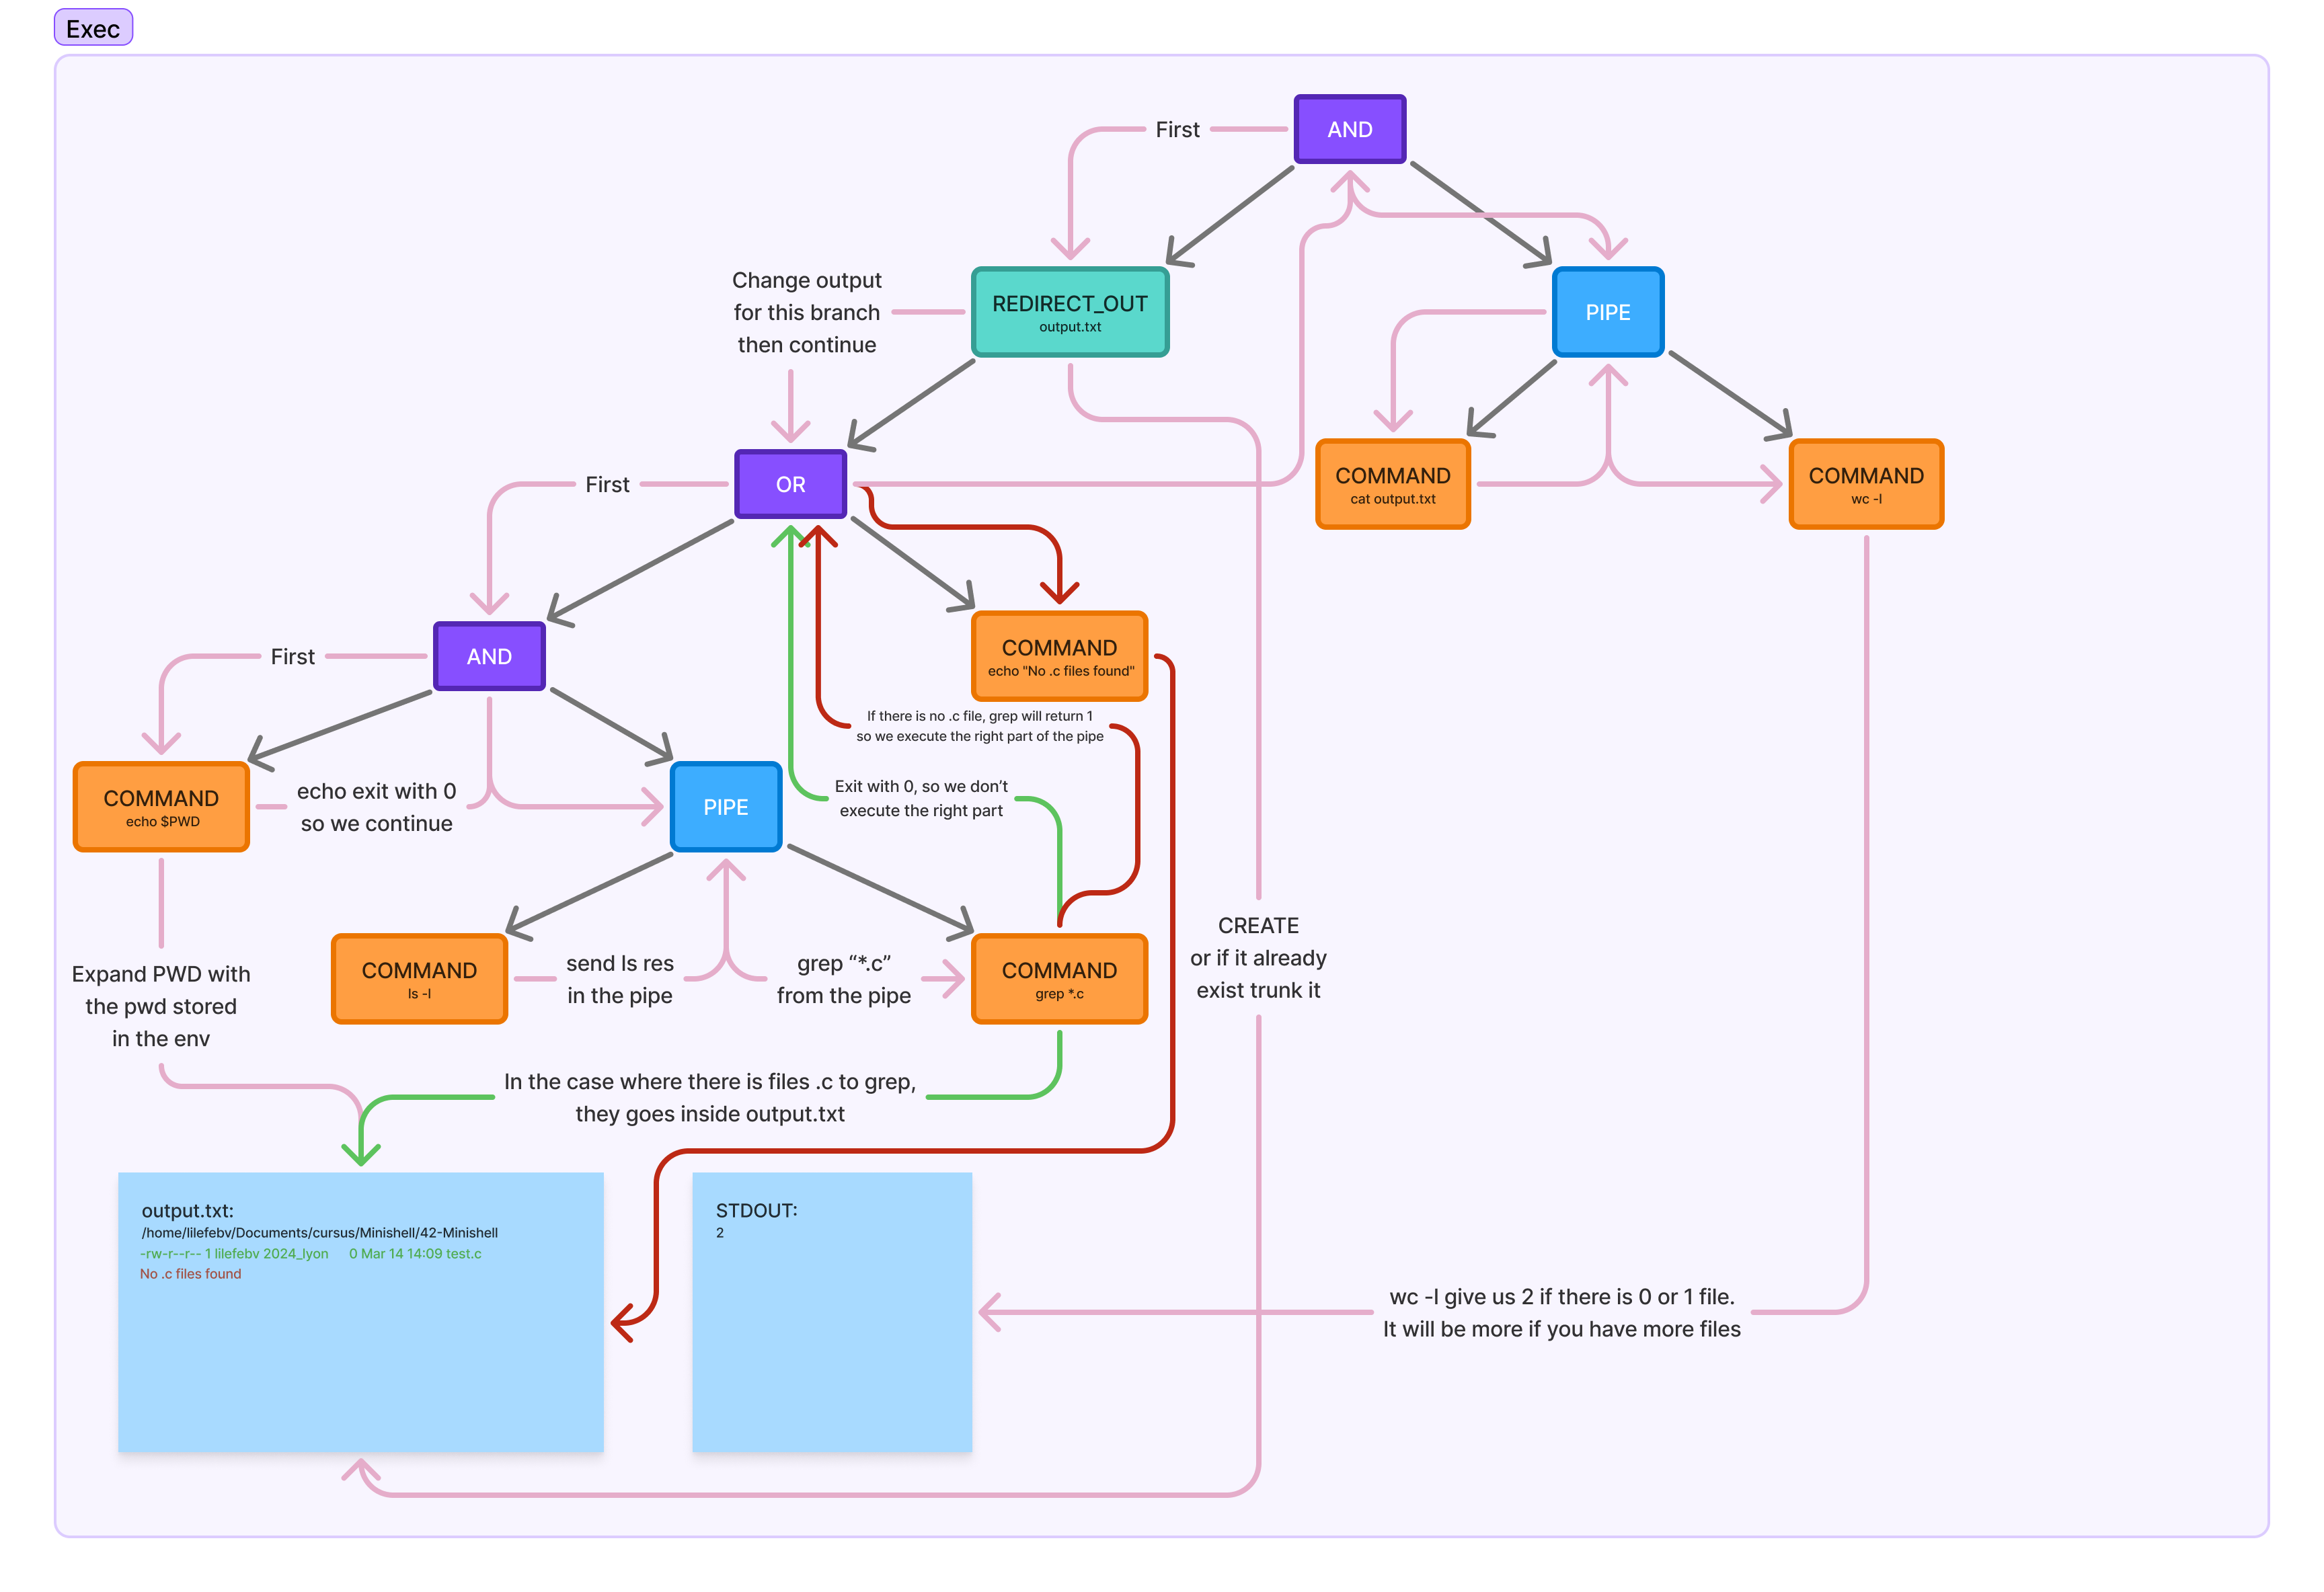 Exec
First
AND
Change output
for this branch
then continue
REDIRECT_OUT
output.txt
PIPE
First
OR
COMMAND
cat output.txt
COMMAND
wc -l
First
AND
COMMAND
echo "No .c files found"
If there is no .c file, grep will return 1
so we execute the right part of the pipe
COMMAND
echo $PWD
echo exit with 0
so we continue
PIPE
Exit with 0, so we don’t
execute the right part
Expand PWD with
the pwd stored
in the env
COMMAND
ls -l
send ls res
in the pipe
grep “*.c”
from the pipe
COMMAND
grep *.c
CREATE
or if it already
exist trunk it
In the case where there is files .c to grep,
they goes inside output.txt
output.txt:
/home/lilefebv/Documents/cursus/Minishell/42-Minishell
-rw-r--r-- 1 lilefebv 2024_lyon 0 Mar 14 14:09 test.c
No .c files found
STDOUT:
2
wc -l give us 2 if there is 0 or 1 file.
It will be more if you have more files